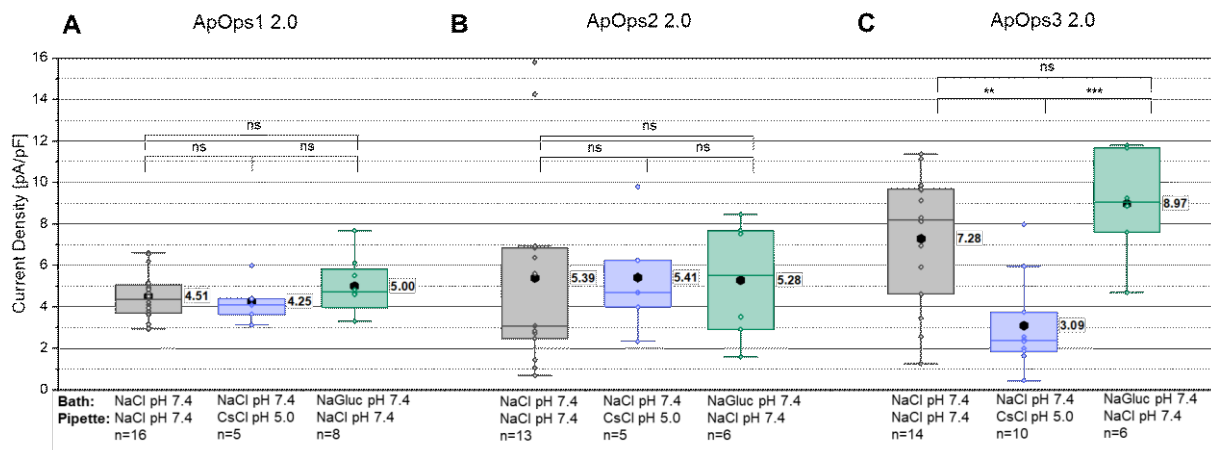 A ApOps1 2.0 B ApOps2 2.0 C ApOps3 2.0
Current Density [pA/pF]
16
14
12
10
8
6
4
2
0
ns
ns ns
4.51
4.25
5.00
ns
ns ns
5.39
5.41
5.28
ns
** ***
7.28
3.09
8.97
Bath: NaCl pH 7.4 NaCl pH 7.4 NaGluc pH 7.4 NaCl pH 7.4 NaCl pH 7.4 NaGluc pH 7.4 NaCl pH 7.4 NaCl pH 7.4 NaGluc pH 7.4
Pipette: NaCl pH 7.4 CsCl pH 5.0 NaCl pH 7.4 NaCl pH 7.4 CsCl pH 5.0 NaCl pH 7.4 NaCl pH 7.4 CsCl pH 5.0 NaCl pH 7.4
n=16 n=5 n=8 n=13 n=5 n=6 n=14 n=10 n=6